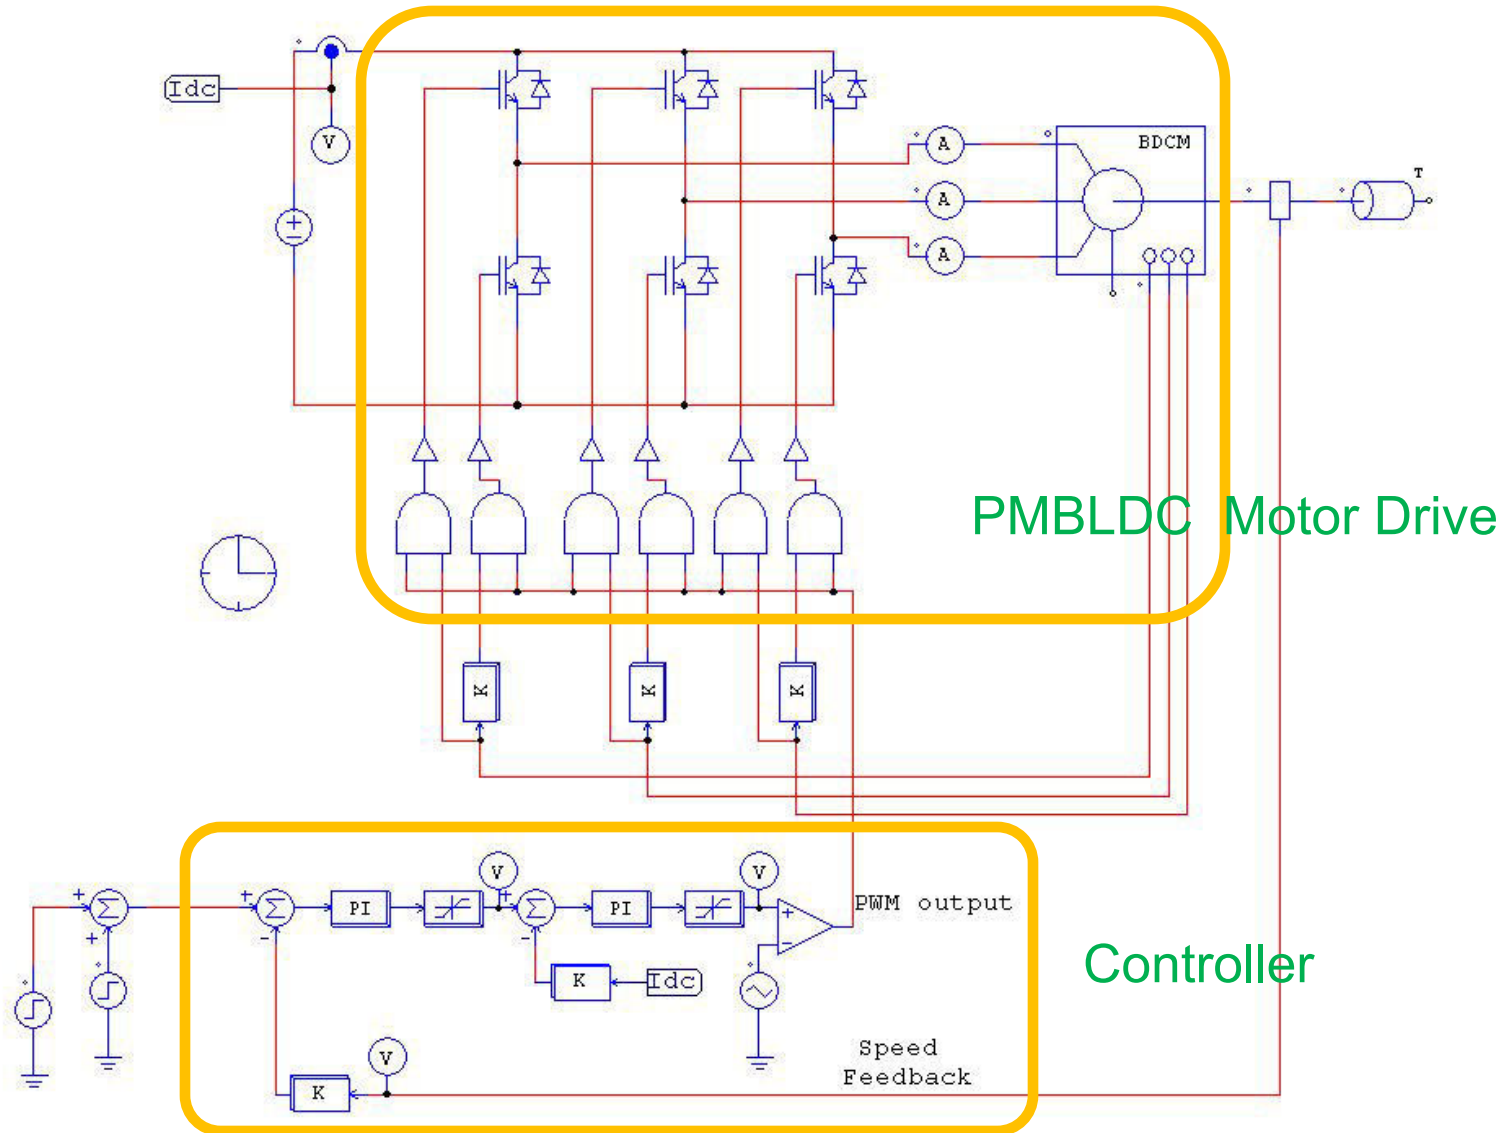 Idc
V
A
BDCM
T
A
A
PMBLDC Motor Drive
K
K
K
V
V
PI
PI
PWM output
K
Idc
Controller
Speed
Feedback
V
K